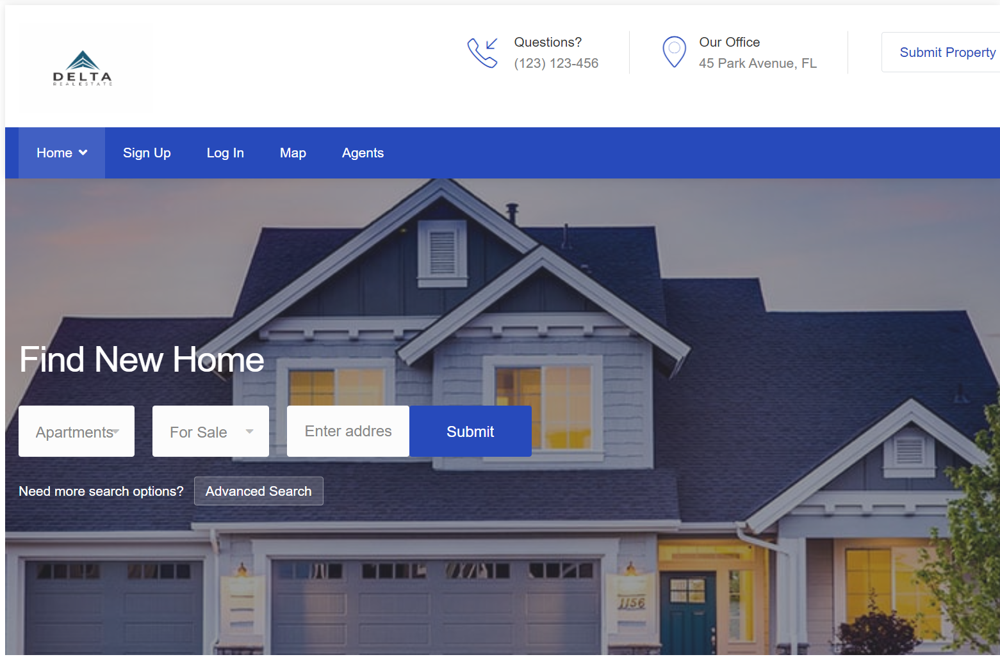 DELTA
REALESTATE
Questions?
(123) 123-456
Our Office
45 Park Avenue, FL
Submit Property
Home
Sign Up
Log In
Map
Agents
Find New Home
Apartments
For Sale
Enter addres
Submit
Need more search options?
Advanced Search
1156